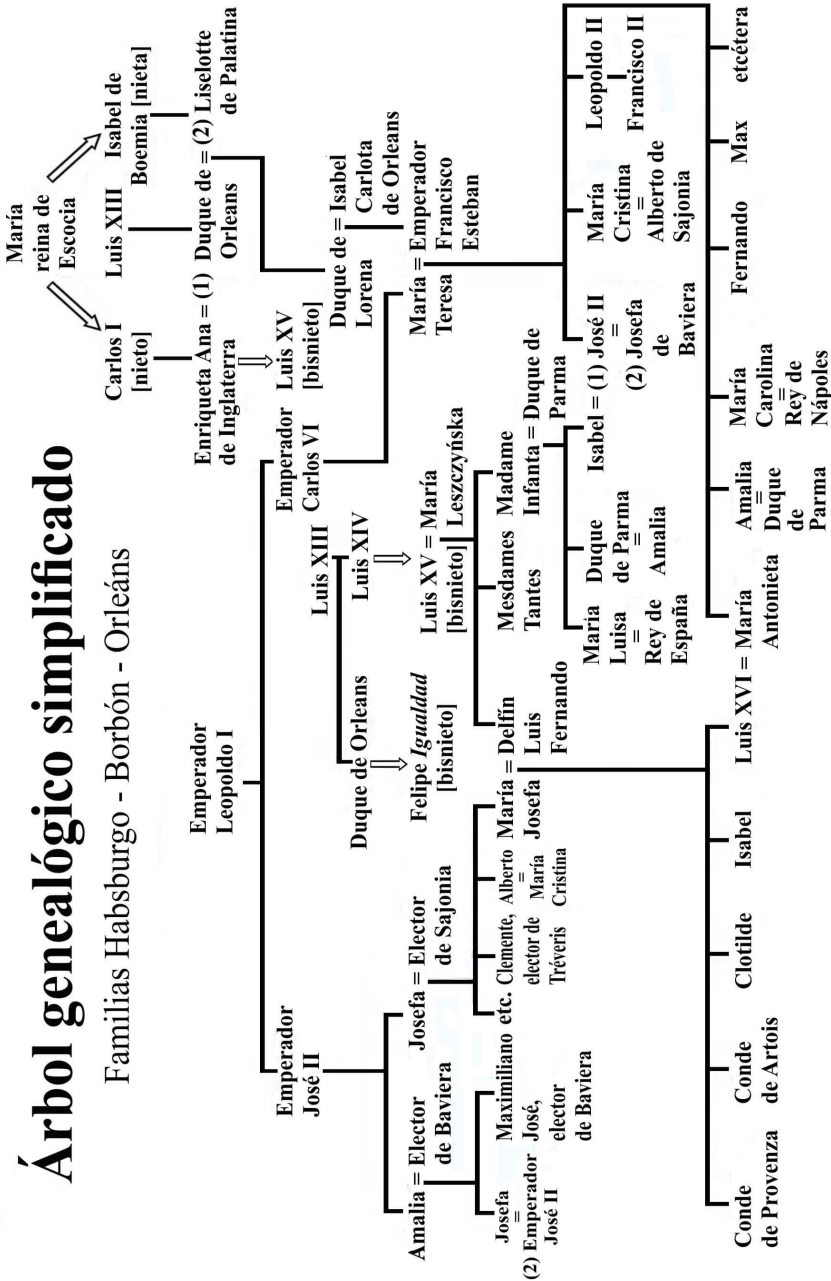 Árbol genealógico simplificado
Familias Habsburgo - Borbón - Orleáns
María
reina de
Escocia
Carlos I
[nieto]
Luis XIII
Isabel de
Boemia [nieta]
Enriqueta Ana = (1) Duque de = (2) Liselotte
de Inglaterra
Orleans
de Palatina
Luis XV
[bisnieto]
Emperador
Leopoldo I
Emperador
José II
Emperador
Carlos VI
Duque de = Isabel
Lorena
Carlota
de Orleans
Luis XIII
Luis XIV
Duque de Orleans
María = Emperador
Teresa
Francisco
Esteban
Amalia = Elector
de Baviera
Josefa = Elector
de Sajonia
Felipe Igualdad
[bisnieto]
Luis XV = María
[bisnieto] Leszczyńska
Josefa
=
(2) Emperador
José II
Maximiliano
José,
elector
de Baviera
etc.
Clemente,
elector de
Tréveris
Alberto
=
María
Cristina
María = Delfín
Josefa
Luis
Fernando
Mesdames
Tantes
Madame
Infanta = Duque de
Parma
María
Luisa
=
Rey de
España
Duque
de Parma
=
Amalia
Isabel = (1) José II
=
(2) Josefa
de
Baviera
María
Cristina
=
Alberto de
Sajonia
Leopoldo II
Francisco II
Conde
de Provenza
Conde
de Artois
Clotilde
Isabel
Luis XVI = María
Antonieta
Amalia
=
Duque
de
Parma
María
Carolina
=
Rey de
Nápoles
Fernando
Max
etcétera